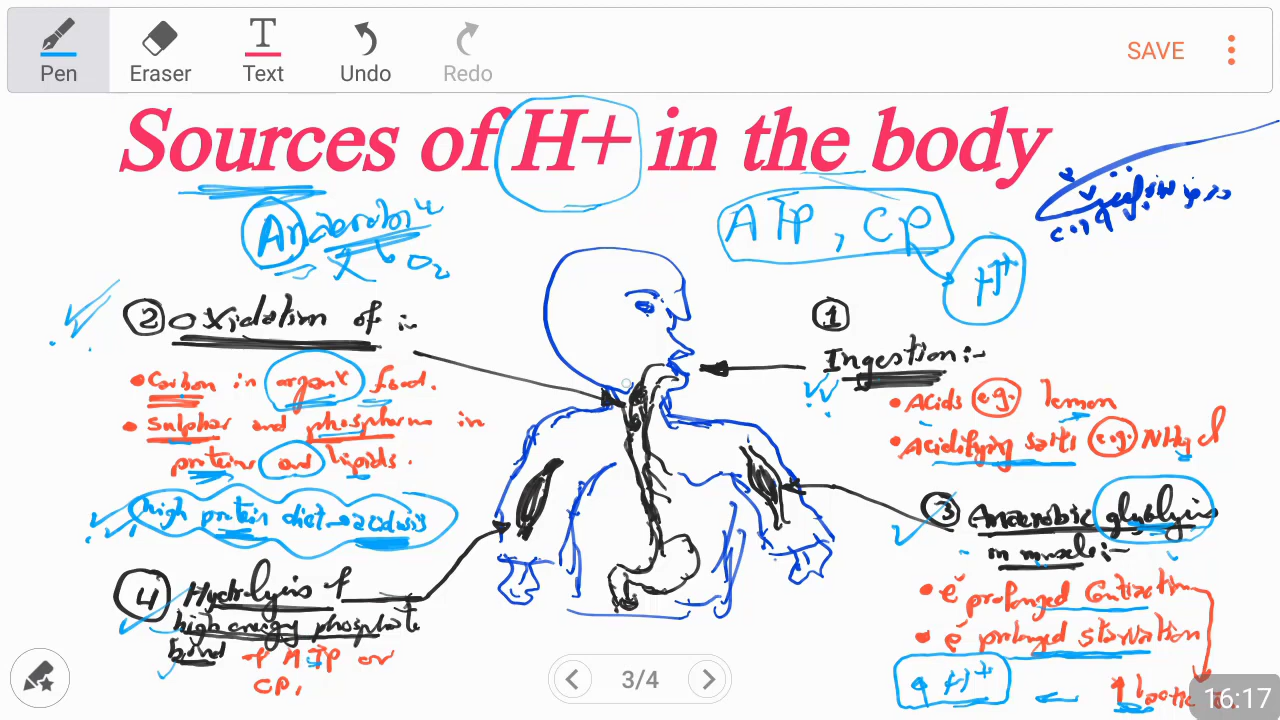 Pen
Eraser
Text
Undo
Redo
SAVE
Sources of H+ in the body
Anaerobic
O2
ATP, CP
H+
② Oxidation of :-
• Carbon in organic food.
• Sulphur and phosphorus in
proteins and lipids.
high protein diet → acidosis
④ Hydrolysis of
high energy phosphate
bond of ATP or
CP.
①
Ingestion :-
• Acids e.g. lemon
• Acidifying salts e.g. NH4Cl
③ Anaerobic glycolysis
in muscle :-
• č prolonged Contraction
• č prolonged starvation
↑ H+ ← ↑ lactic
3/4
16:17